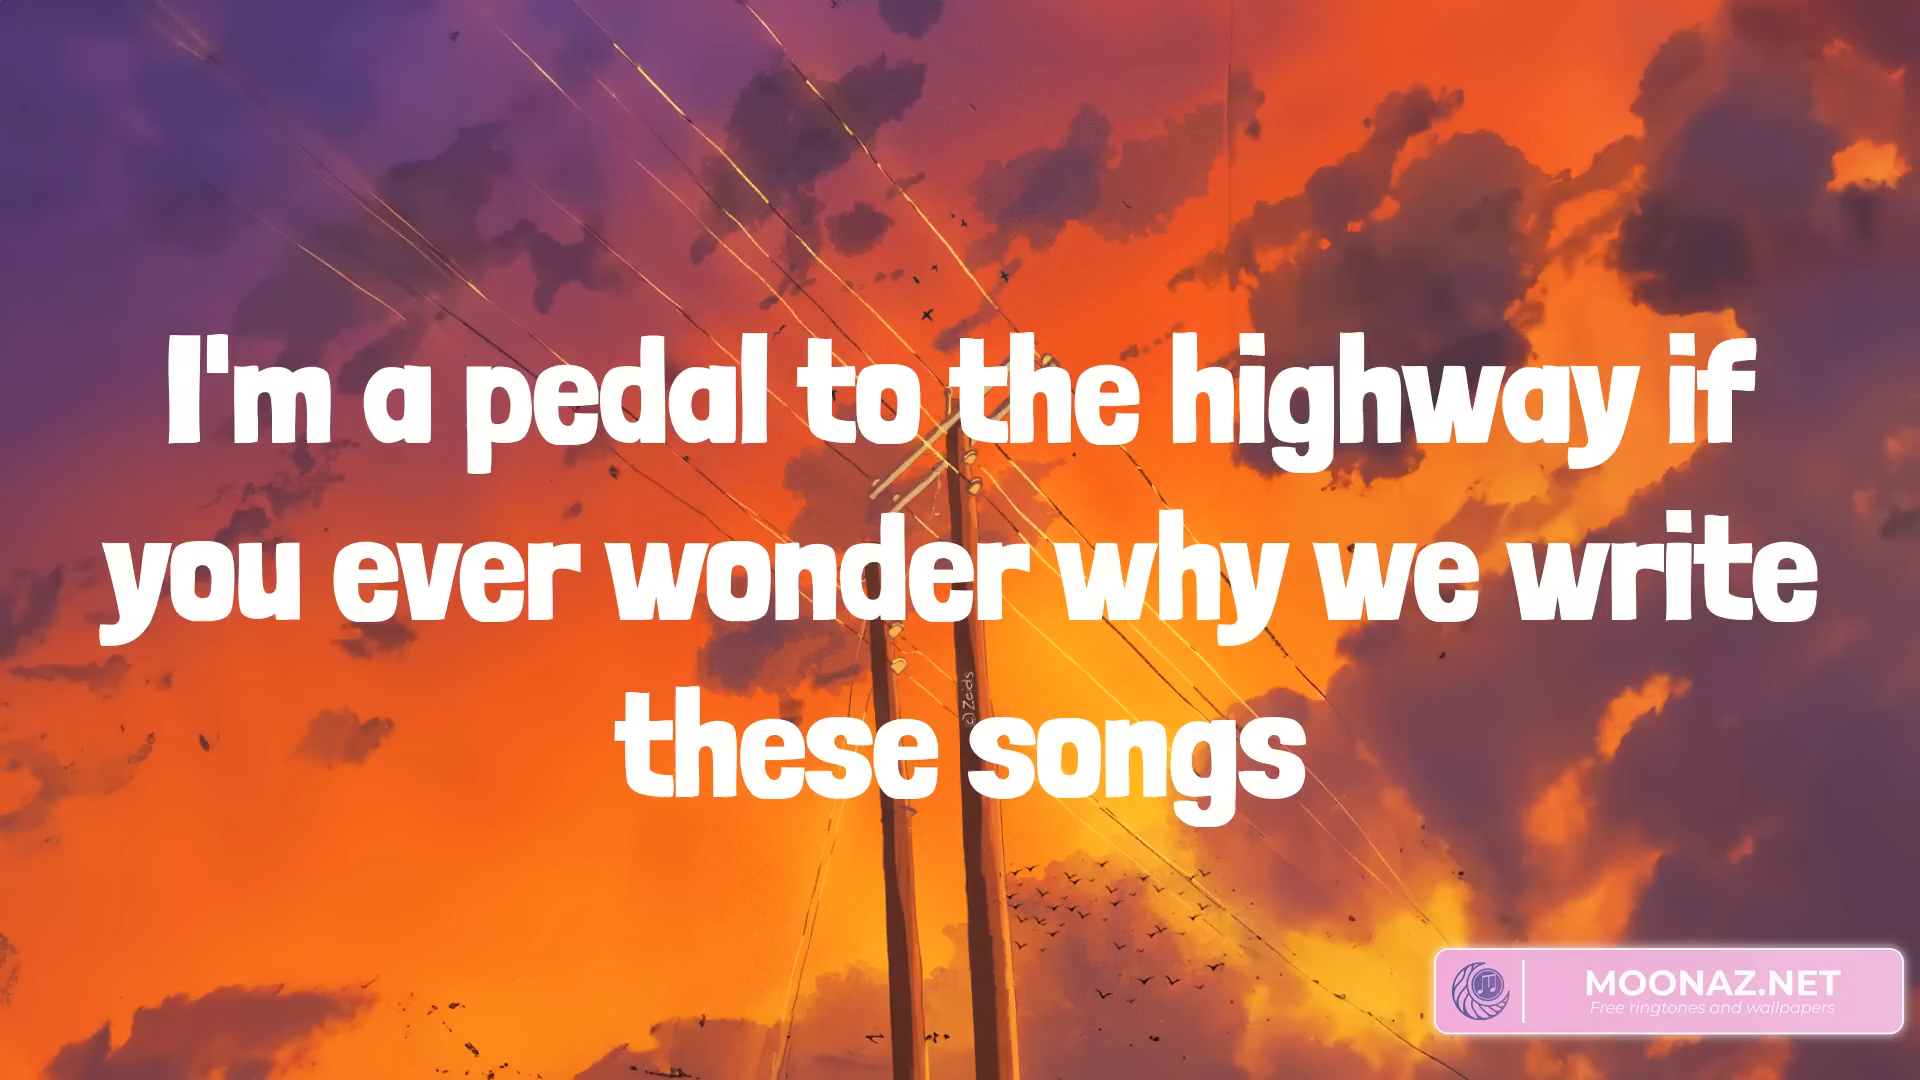 I'm a pedal to the highway if
you ever wonder why we write
these songs
(c) Zeids
MOONAZ.NET
Free ringtones and wallpapers